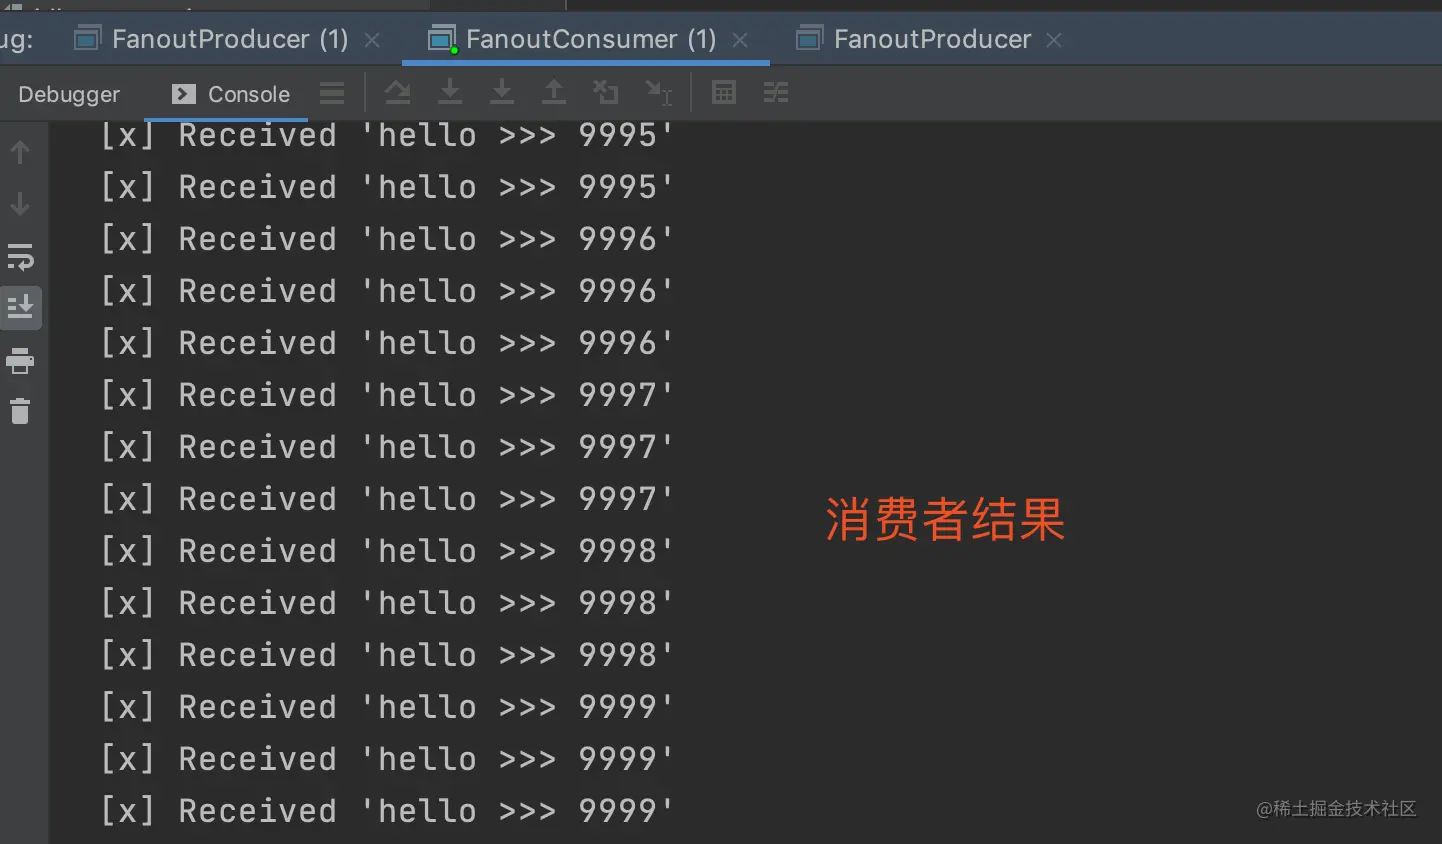 ug: FanoutProducer (1) FanoutConsumer (1) FanoutProducer
Debugger Console
[x] Received 'hello >>> 9995'
[x] Received 'hello >>> 9995'
[x] Received 'hello >>> 9996'
[x] Received 'hello >>> 9996'
[x] Received 'hello >>> 9996'
[x] Received 'hello >>> 9997'
[x] Received 'hello >>> 9997'
[x] Received 'hello >>> 9997'
消费者结果
[x] Received 'hello >>> 9998'
[x] Received 'hello >>> 9998'
[x] Received 'hello >>> 9998'
[x] Received 'hello >>> 9999'
[x] Received 'hello >>> 9999'
[x] Received 'hello >>> 9999'
@稀土掘金技术社区